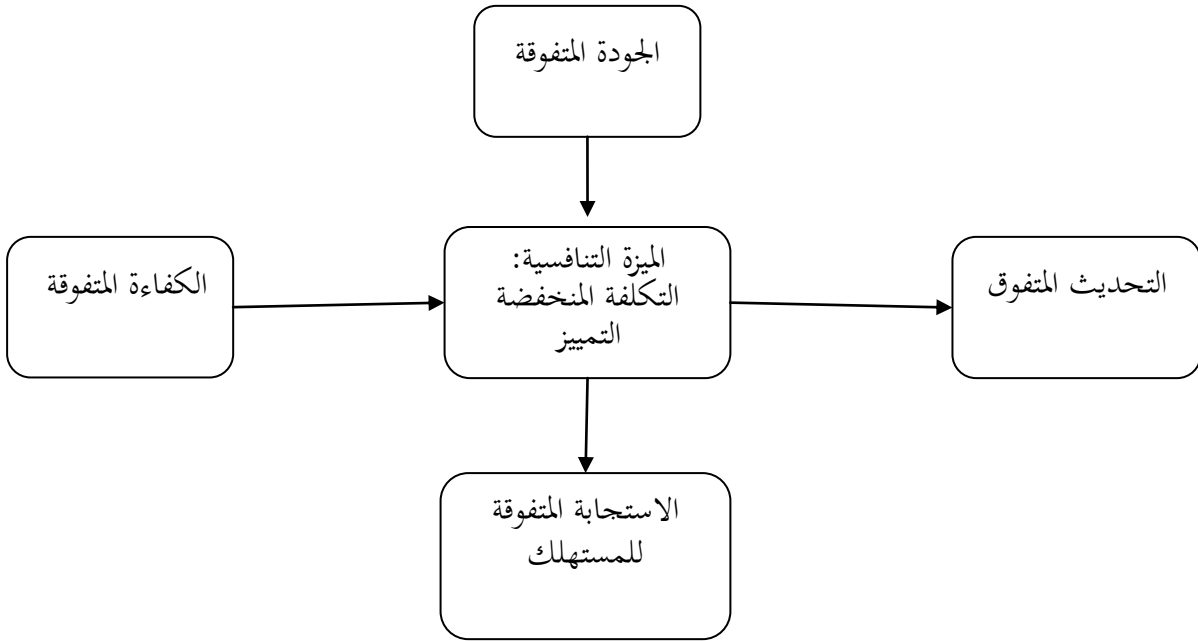 الجودة المتفوقة
الميزة التنافسية:
التكلفة المنخفضة
التمييز
التحديث المتفوق
الكفاءة المتفوقة
الاستجابة المتفوقة
للمستهلك